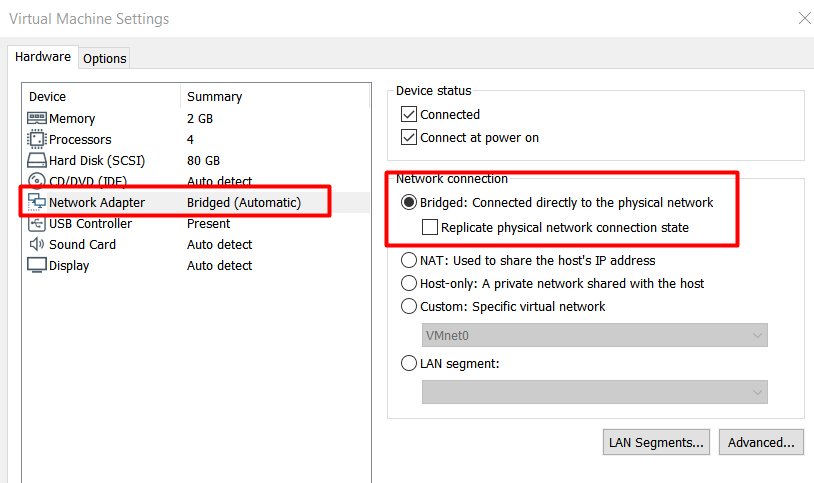 Virtual Machine Settings
Hardware Options
Device Summary
Memory 2 GB
Processors 4
Hard Disk (SCSI) 80 GB
CD/DVD (IDE) Auto detect
Network Adapter Bridged (Automatic)
USB Controller Present
Sound Card Auto detect
Display Auto detect
Device status
Connected
Connect at power on
Network connection
Bridged: Connected directly to the physical network
Replicate physical network connection state
NAT: Used to share the host's IP address
Host-only: A private network shared with the host
Custom: Specific virtual network
VMnet0
LAN segment:
LAN Segments... Advanced...